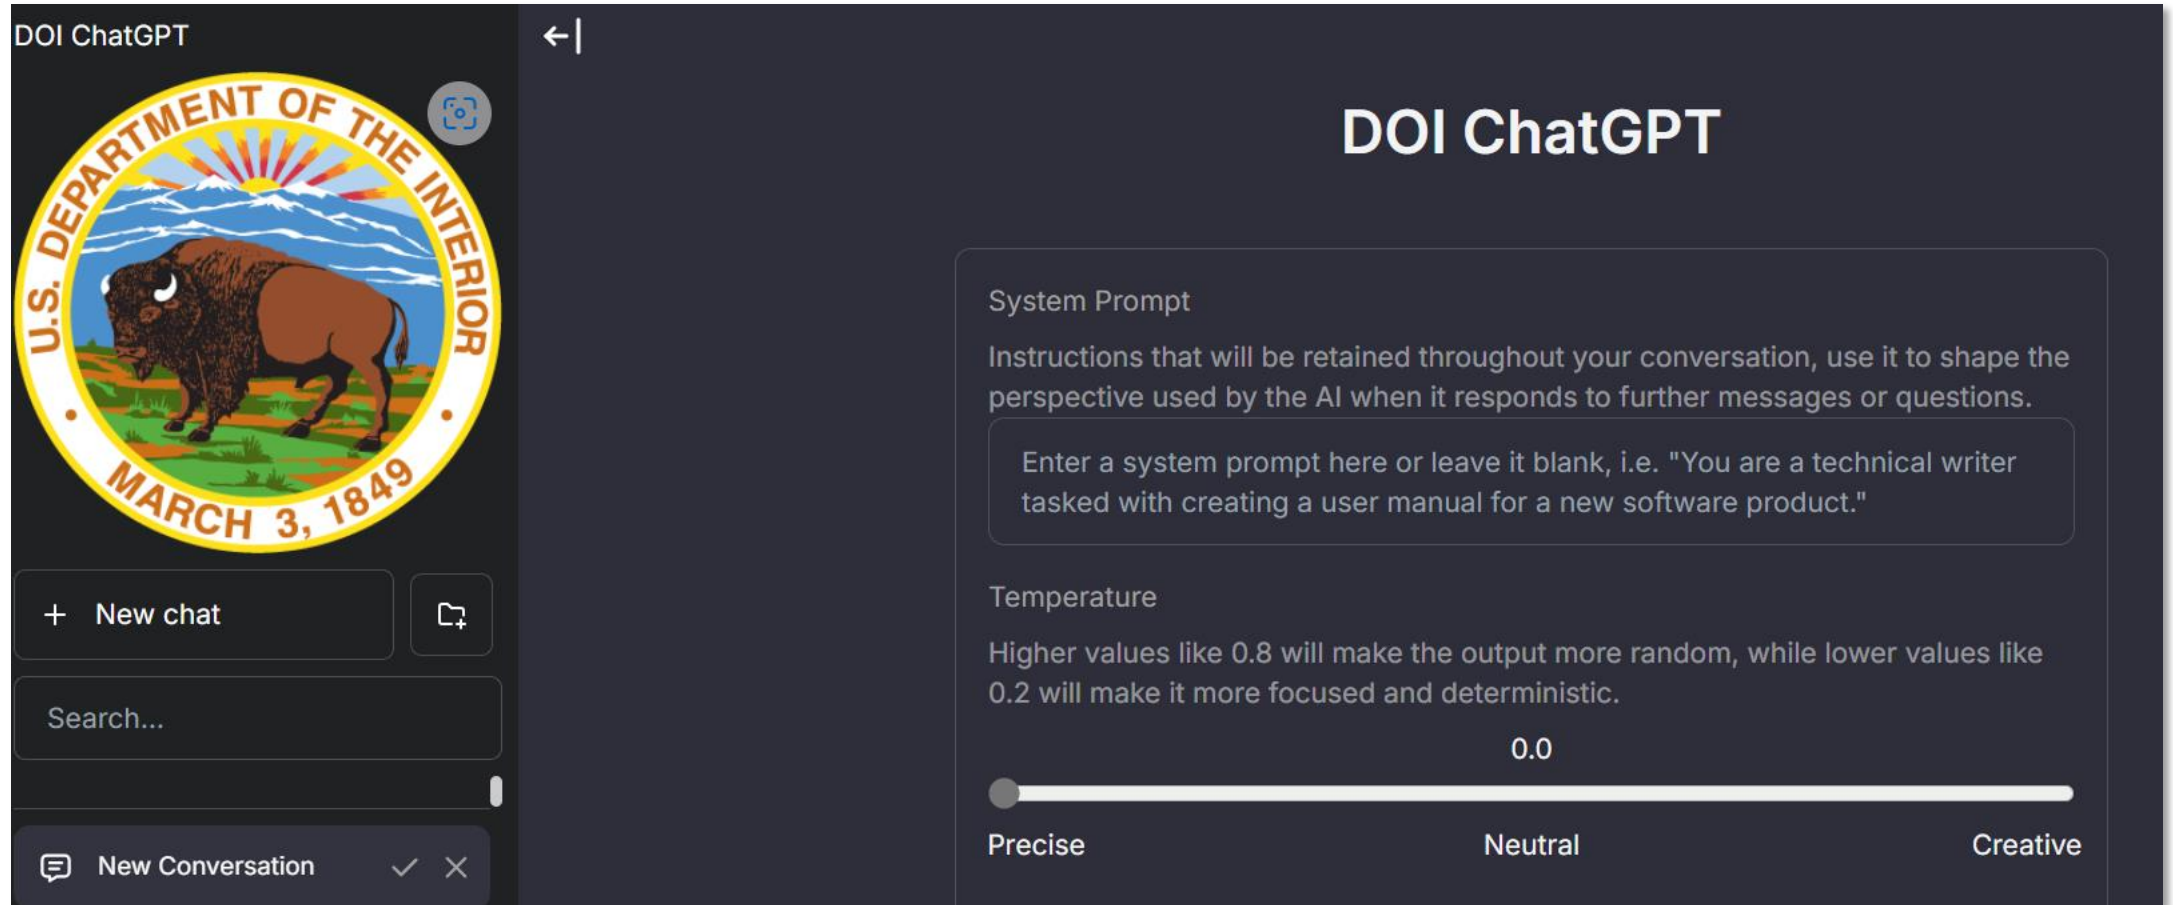 DOI ChatGPT
U.S. DEPARTMENT OF THE INTERIOR
MARCH 3, 1849
New chat
Search...
New Conversation
DOI ChatGPT
System Prompt
Instructions that will be retained throughout your conversation, use it to shape the
perspective used by the AI when it responds to further messages or questions.
Enter a system prompt here or leave it blank, i.e. "You are a technical writer
tasked with creating a user manual for a new software product."
Temperature
Higher values like 0.8 will make the output more random, while lower values like
0.2 will make it more focused and deterministic.
0.0
Precise Neutral Creative